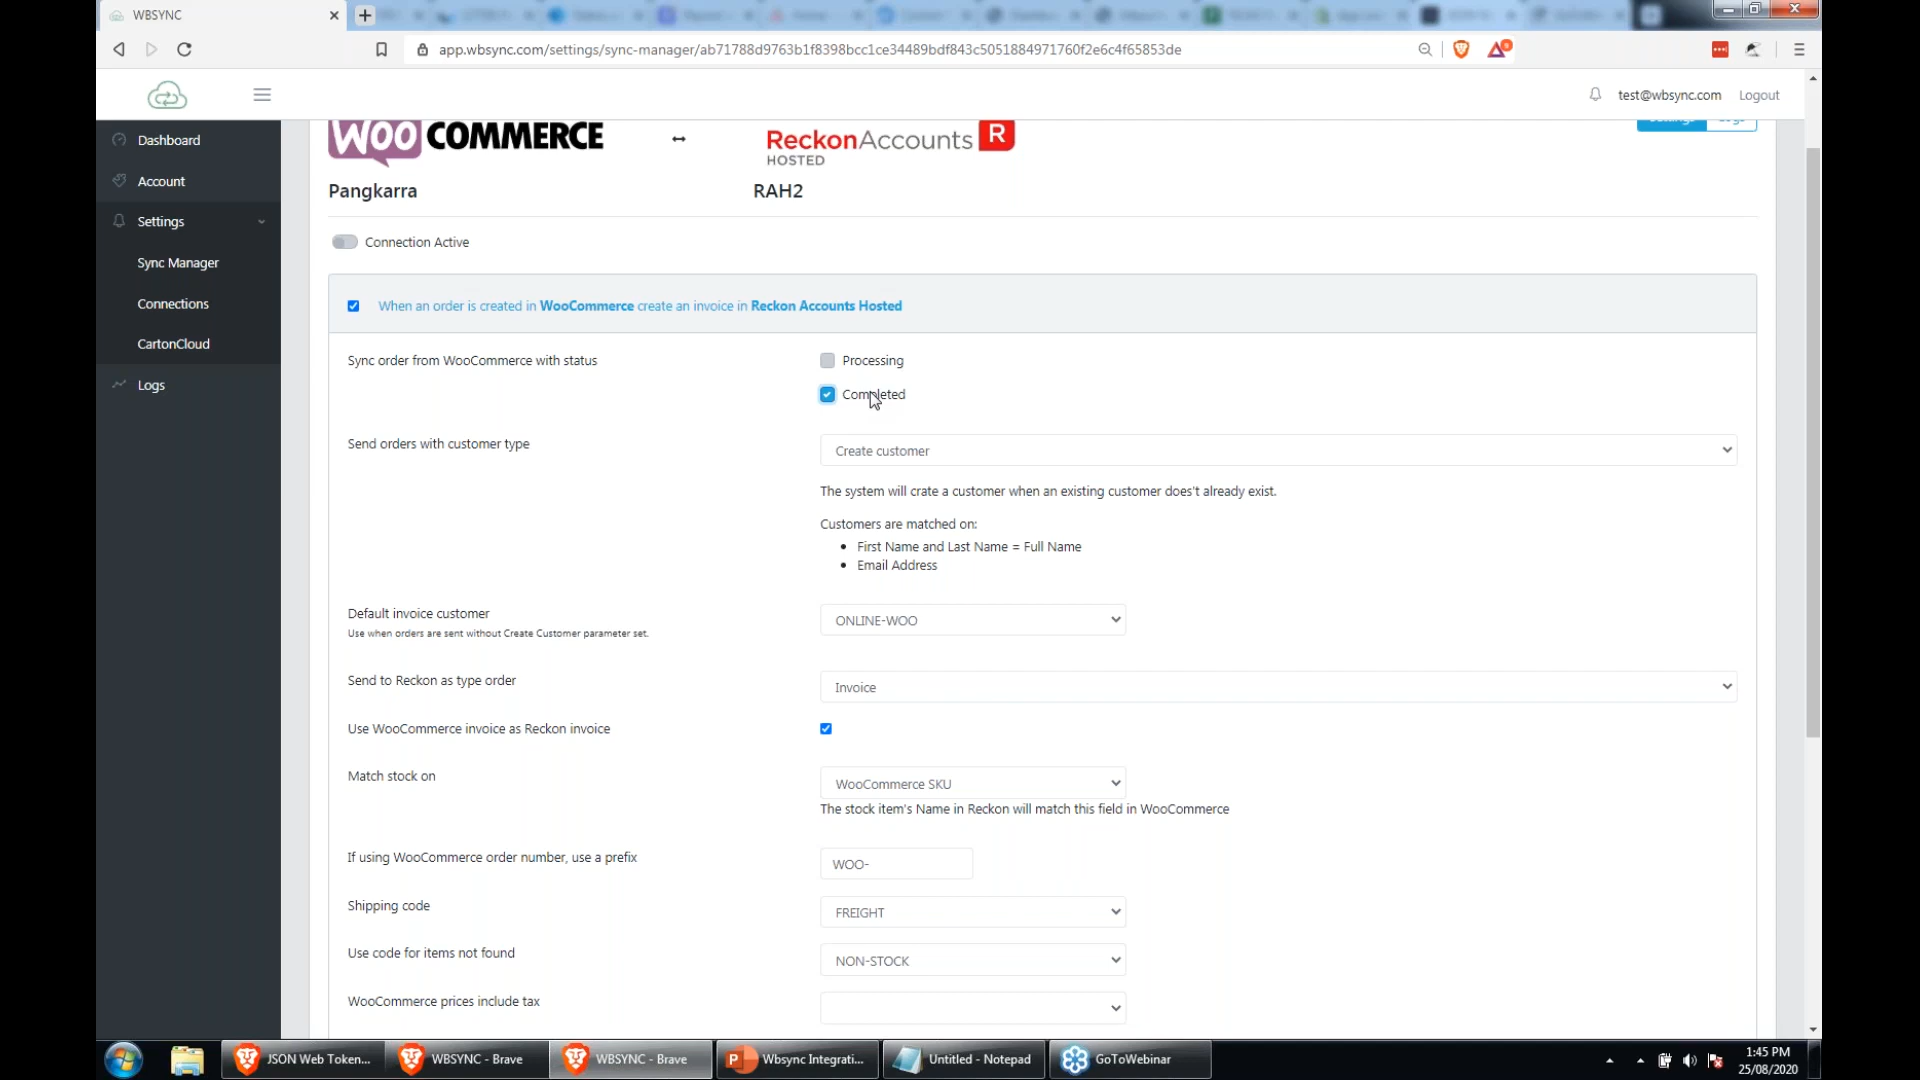 WBSYNC
app.wbsync.com/settings/sync-manager/ab71788d9763b1f8398bcc1ce34489bdf843c5051884971760f2e6c4f65853de
test@wbsync.com Logout
Dashboard
Account
Settings
Sync Manager
Connections
CartonCloud
Logs
WOO COMMERCE
ReckonAccounts R
HOSTED
Settings Logs
Pangkarra
RAH2
Connection Active
When an order is created in WooCommerce create an invoice in Reckon Accounts Hosted
Sync order from WooCommerce with status
Processing
Completed
Send orders with customer type
Create customer
The system will crate a customer when an existing customer does't already exist.
Customers are matched on:
First Name and Last Name = Full Name
Email Address
Default invoice customer
Use when orders are sent without Create Customer parameter set.
ONLINE-WOO
Send to Reckon as type order
Invoice
Use WooCommerce invoice as Reckon invoice
Match stock on
WooCommerce SKU
The stock item's Name in Reckon will match this field in WooCommerce
If using WooCommerce order number, use a prefix
WOO-
Shipping code
FREIGHT
Use code for items not found
NON-STOCK
WooCommerce prices include tax
JSON Web Token...
WBSYNC - Brave
WBSYNC - Brave
Wbsync Integrati...
Untitled - Notepad
GoToWebinar
1:45 PM
25/08/2020